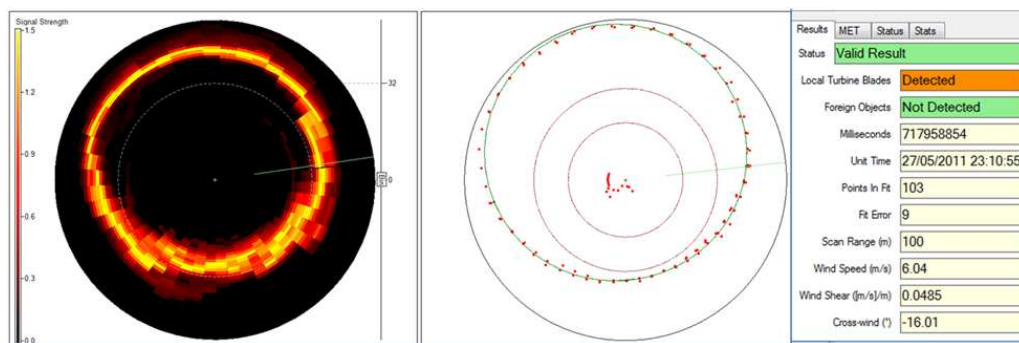 Signal Strength
1.5
1.2
0.9
0.6
0.3
0.0
32
0
Results MET Status Stats
Status Valid Result
Local Turbine Blades Detected
Foreign Objects Not Detected
Milliseconds 717958854
Unit Time 27/05/2011 23:10:55
Points In Fit 103
Fit Error 9
Scan Range (m) 100
Wind Speed (m/s) 6.04
Wind Shear ([m/s]/m) 0.0485
Cross-wind (°) -16.01